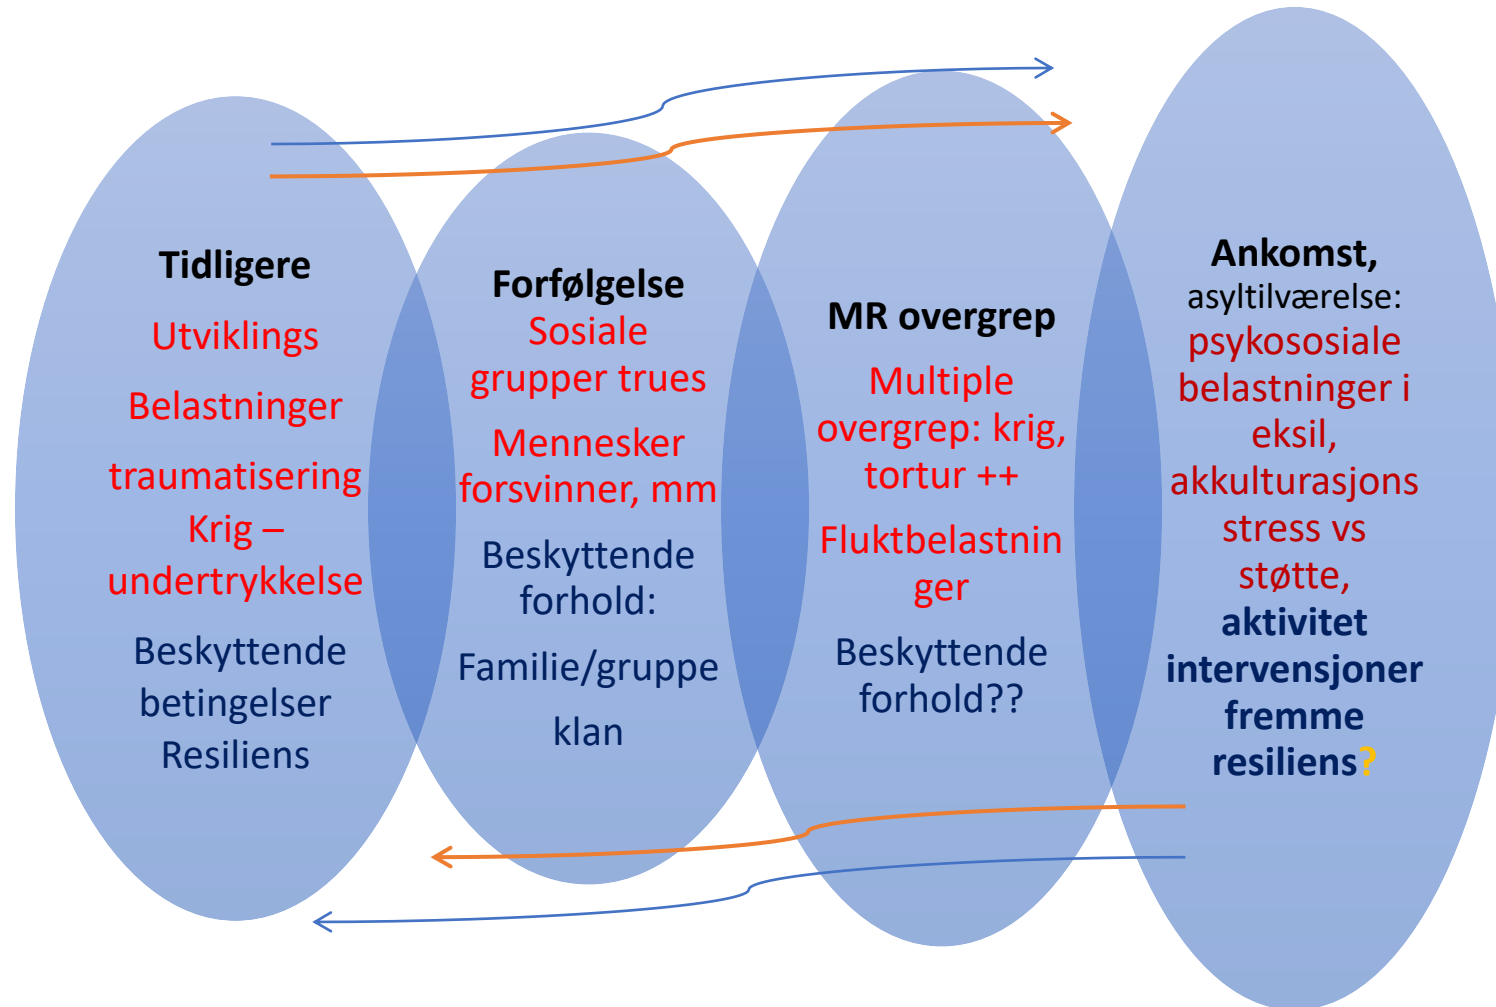 Tidligere
Utviklings
Belastninger
traumatisering
Krig –
undertrykkelse
Beskyttende
betingelser
Resiliens
Forfølgelse
Sosiale
grupper trues
Mennesker
forsvinner, mm
Beskyttende
forhold:
Familie/gruppe
klan
MR overgrep
Multiple
overgrep: krig,
tortur ++
Fluktbelastnin
ger
Beskyttende
forhold??
Ankomst,
asyltilværelse:
psykososiale
belastninger i
eksil,
akkulturasjons
stress vs
støtte,
aktivitet
intervensjoner
fremme
resiliens?